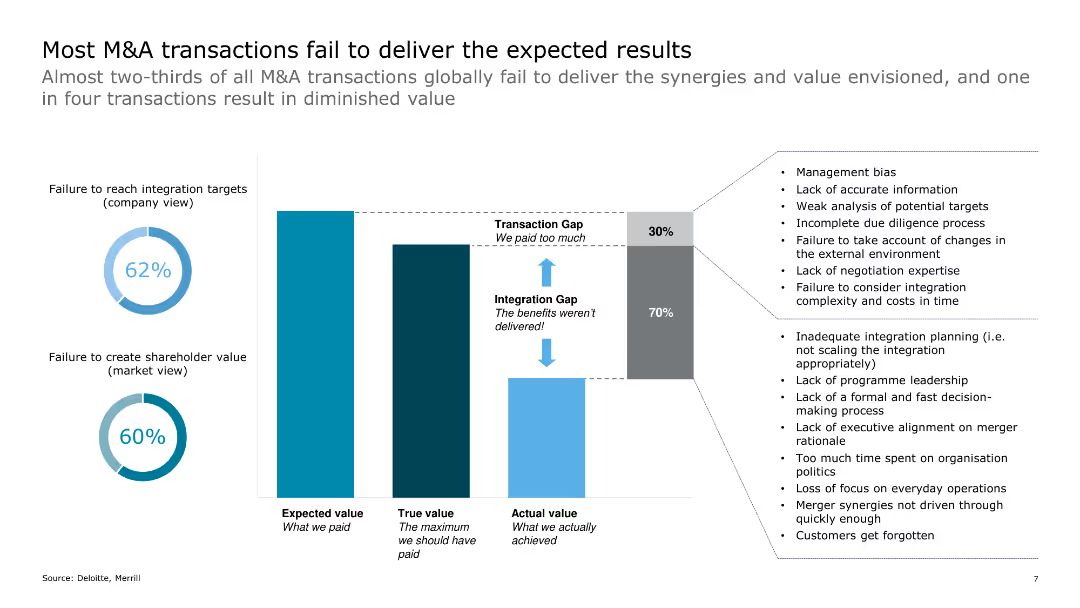 Most M&A transactions fail to deliver the expected results
Almost two-thirds of all M&A transactions globally fail to deliver the synergies and value envisioned, and one
in four transactions result in diminished value
Failure to reach integration targets
(company view)
62%
Failure to create shareholder value
(market view)
60%
Transaction Gap
We paid too much
Integration Gap
The benefits weren't
delivered!
30%
70%
Expected value
What we paid
True value
The maximum
we should have
paid
Actual value
What we actually
achieved
• Management bias
• Lack of accurate information
• Weak analysis of potential targets
• Incomplete due diligence process
• Failure to take account of changes in
the external environment
• Lack of negotiation expertise
• Failure to consider integration
complexity and costs in time
• Inadequate integration planning (i.e.
not scaling the integration
appropriately)
• Lack of programme leadership
• Lack of a formal and fast decision-
making process
• Lack of executive alignment on merger
rationale
• Too much time spent on organisation
politics
• Loss of focus on everyday operations
• Merger synergies not driven through
quickly enough
• Customers get forgotten
Source: Deloitte, Merrill
7